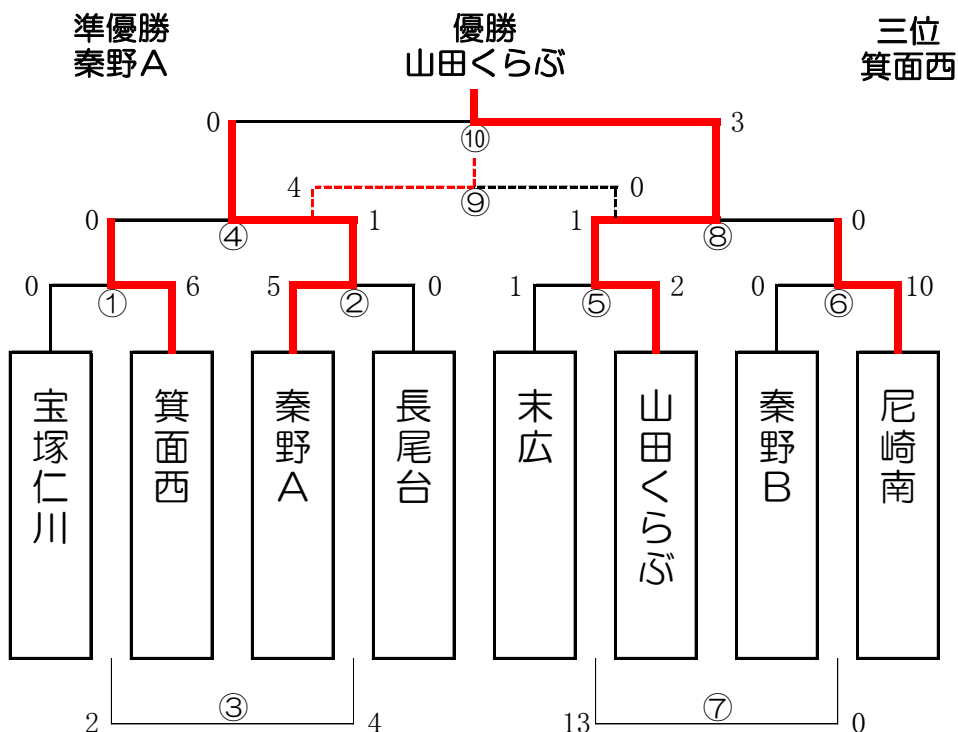 準優勝
秦野A
優勝
山田くらぶ
三位
箕面西
0
⑩
3
4
⑨
0
0
④
1
1
⑧
0
0
①
6
5
②
0
1
⑤
2
0
⑥
10
宝塚仁川
箕面西
秦野A
長尾台
末広
山田くらぶ
秦野B
尼崎南
2
③
4
13
⑦
0